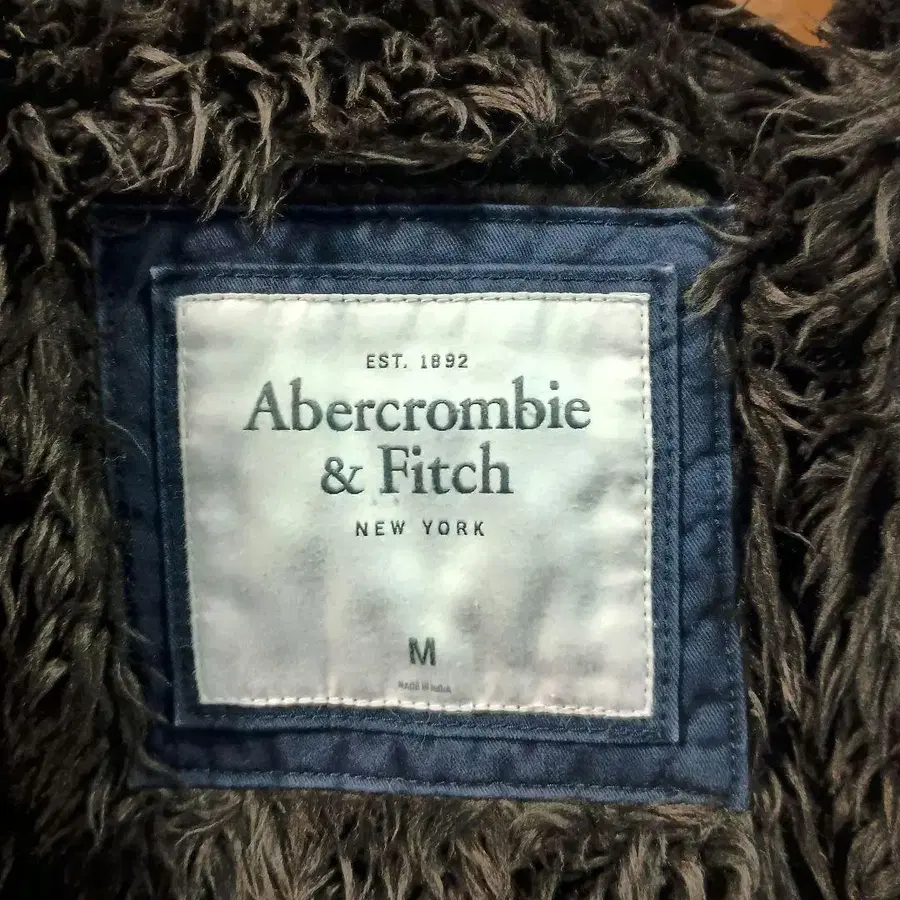 EST. 1892
Abercrombie
& Fitch
NEW YORK
M
MADE IN INDIA